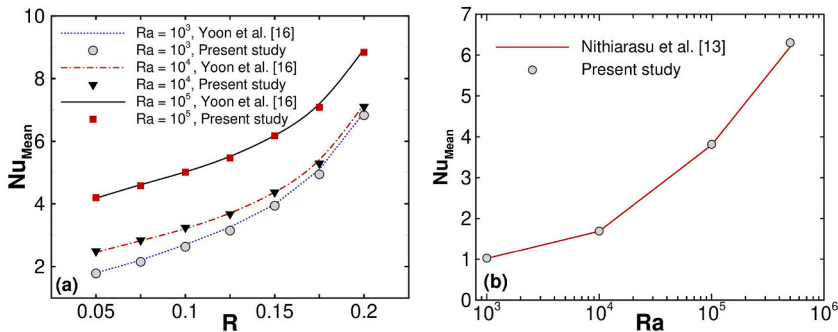 10
8
6
4
2
Nu_Mean
Ra = 10³, Yoon et al. [16]
Ra = 10³, Present study
Ra = 10⁴, Yoon et al. [16]
Ra = 10⁴, Present study
Ra = 10⁵, Yoon et al. [16]
Ra = 10⁵, Present study
(a)
0.05 0.1 0.15 0.2
R
7
6
5
4
3
2
1
0
Nu_Mean
Nithiarasu et al. [13]
Present study
(b)
10³ 10⁴ 10⁵ 10⁶
Ra